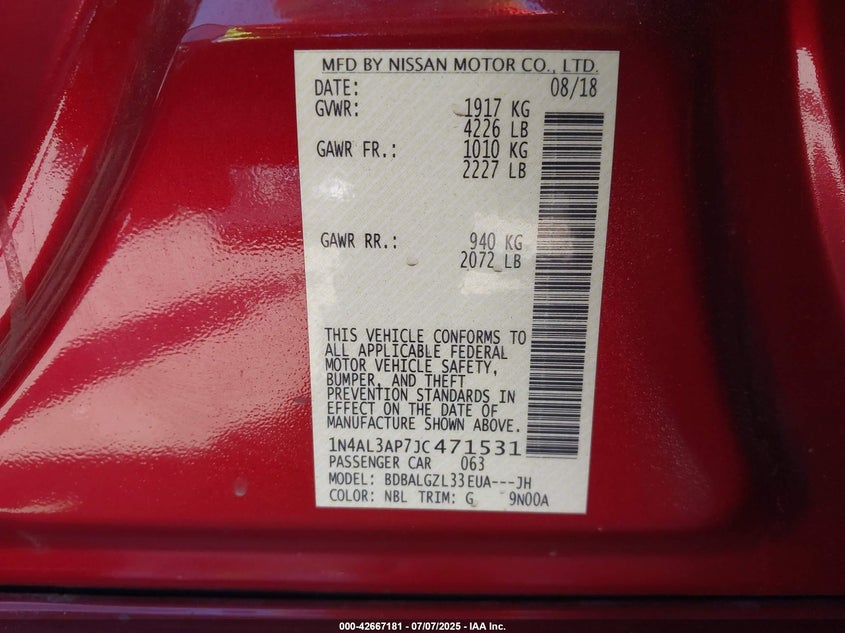 MFD BY NISSAN MOTOR CO., LTD.
DATE: 08/18
GVWR: 1917 KG
4226 LB
GAWR FR.: 1010 KG
2227 LB
GAWR RR.: 940 KG
2072 LB
THIS VEHICLE CONFORMS TO
ALL APPLICABLE FEDERAL
MOTOR VEHICLE SAFETY,
BUMPER, AND THEFT
PREVENTION STANDARDS IN
EFFECT ON THE DATE OF
MANUFACTURE SHOWN ABOVE.
1N4AL3AP7JC471531
PASSENGER CAR 063
MODEL: BDBALGZL33EUA---JH
COLOR: NBL TRIM: G 9N00A
000-42667181 - 07/07/2025 - IAA Inc.